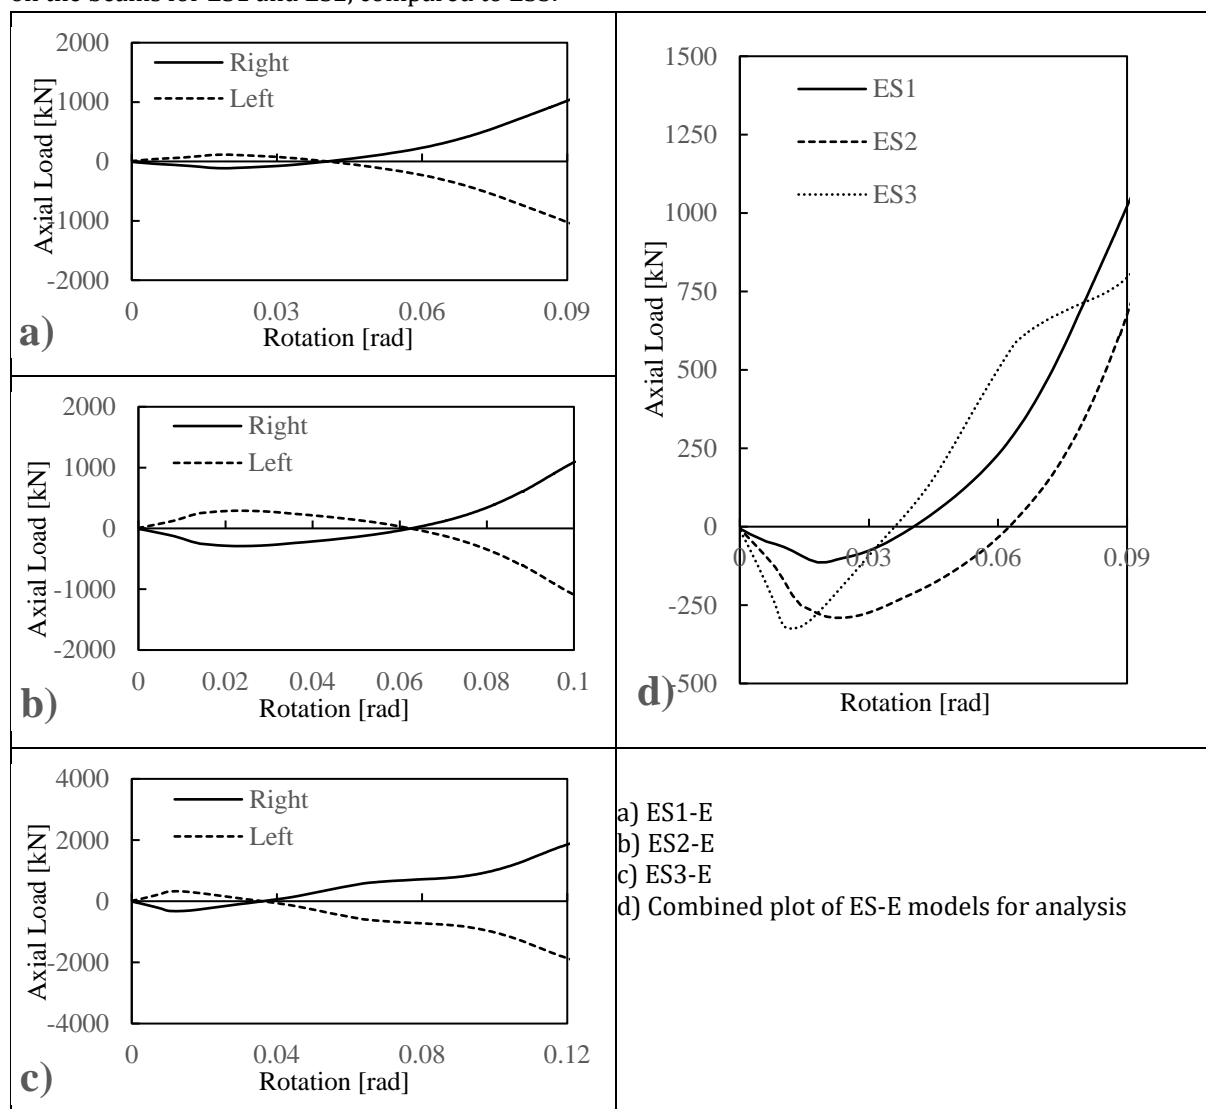 on the beams for ES1 and ES2, compared to ES3.
2000
1000
0
1000
-2000
Axial Load [kN]
Right
Left
0
0.03
0.06
0.09
Rotation [rad]
a)
2000
1000
0
-1000
-2000
Axial Load [kN]
Right
Left
0
0.02
0.04
0.06
0.08
0.1
Rotation [rad]
b)
4000
2000
0
-2000
-4000
Axial Load [kN]
Right
Left
0
0.04
0.08
0.12
Rotation [rad]
c)
1500
1250
1000
750
500
250
0
-250
-500
Axial Load [kN]
ES1
ES2
ES3
0
0.03
0.06
0.09
Rotation [rad]
d)
a) ES1-E
b) ES2-E
c) ES3-E
d) Combined plot of ES-E models for analysis